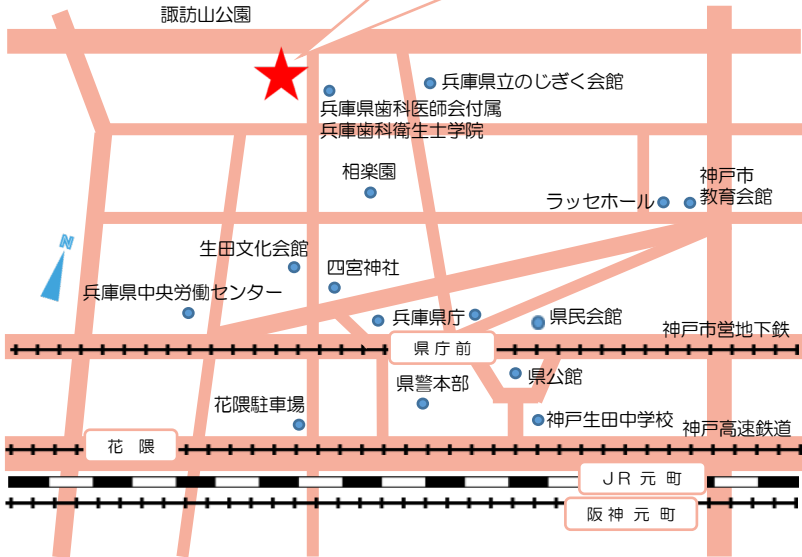 諏訪山公園
兵庫県立のじぎく会館
兵庫県歯科医師会付属
兵庫歯科衛生士学院
相楽園
神戸市
教育会館
ラッセホール
N
生田文化会館
四宮神社
兵庫県中央労働センター
兵庫県庁
県民会館
神戸市営地下鉄
県庁前
県公館
県警本部
花隈駐車場
神戸生田中学校
神戸高速鉄道
花隈
JR元町
阪神元町